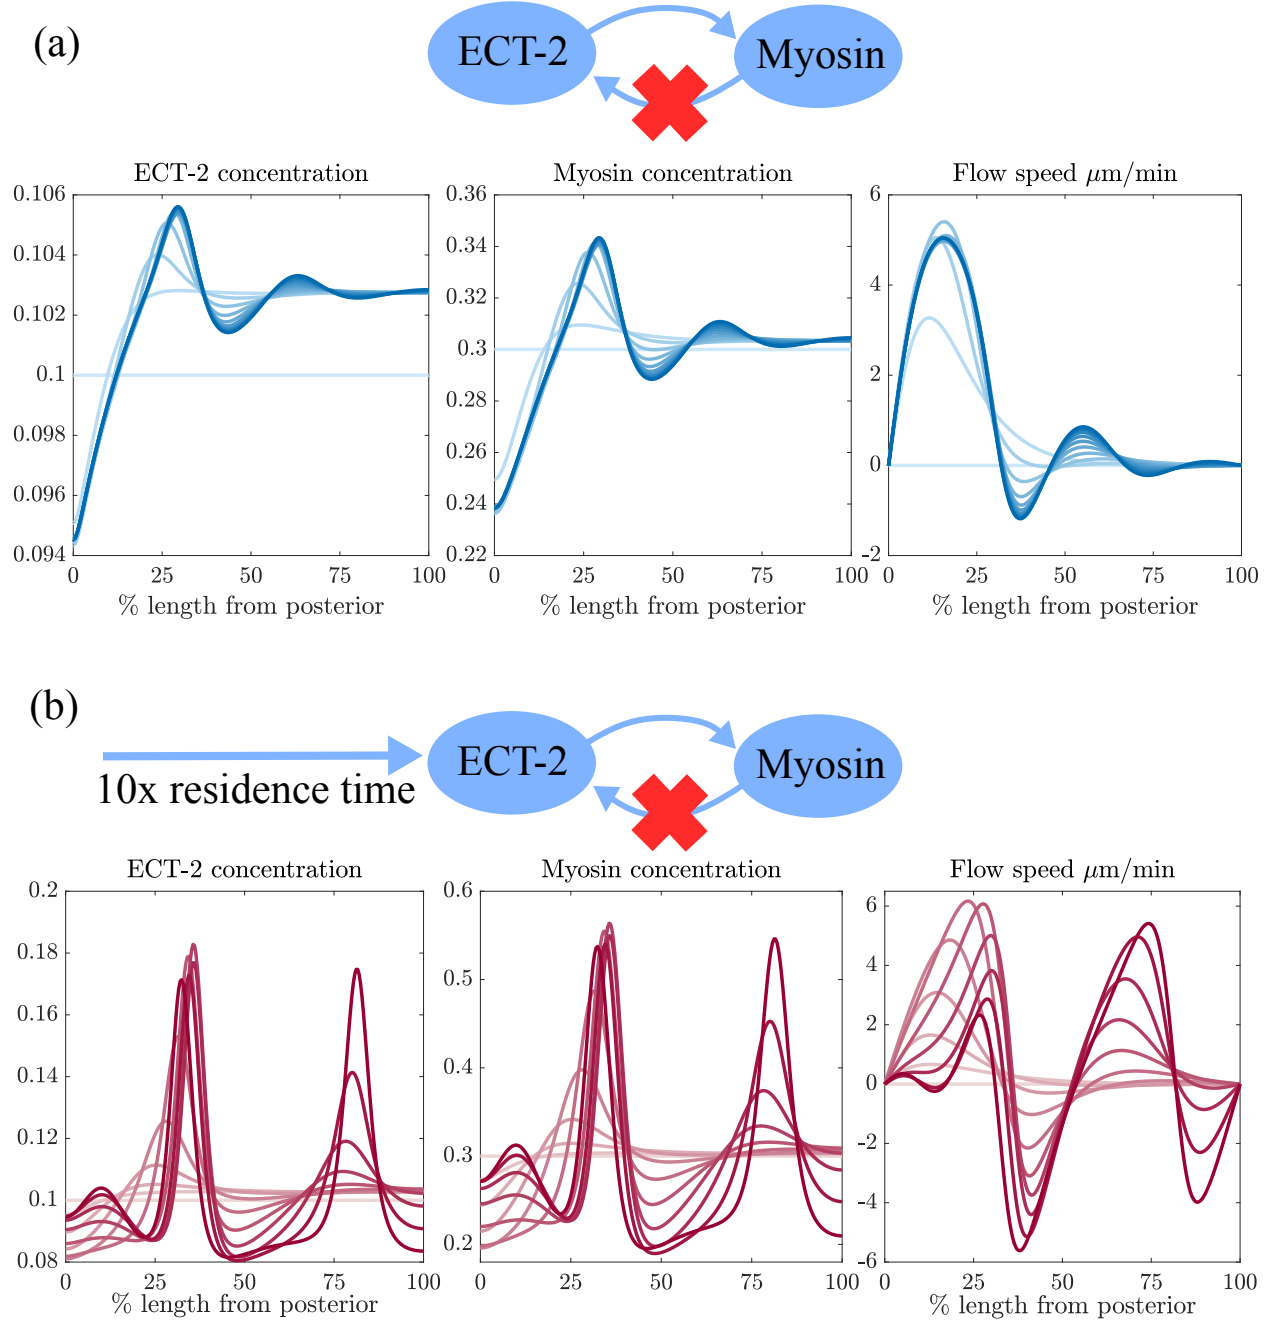 (a)
ECT-2
Myosin
ECT-2 concentration
Myosin concentration
Flow speed μm/min
0.106
0.104
0.102
0.1
0.098
0.096
0.094
0 25 50 75 100
% length from posterior
0.36
0.34
0.32
0.3
0.28
0.26
0.24
0.22
0 25 50 75 100
% length from posterior
6
4
2
0
-2
0 25 50 75 100
% length from posterior
(b)
10x residence time
ECT-2
Myosin
ECT-2 concentration
Myosin concentration
Flow speed μm/min
0.2
0.18
0.16
0.14
0.12
0.1
0.08
0 25 50 75 100
% length from posterior
0.6
0.5
0.4
0.3
0.2
0 25 50 75 100
% length from posterior
6
4
2
0
-2
-4
-6
0 25 50 75 100
% length from posterior